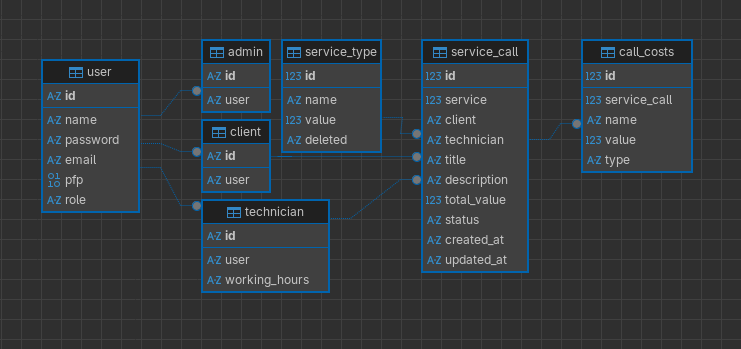 user
A-Z id
A-Z name
A-Z password
A-Z email
01
10 pfp
A-Z role
admin
A-Z id
A-Z user
client
A-Z id
A-Z user
technician
A-Z id
A-Z user
A-Z working_hours
service_type
123 id
A-Z name
123 value
A-Z deleted
service_call
123 id
123 service
A-Z client
A-Z technician
A-Z title
A-Z description
123 total_value
A-Z status
A-Z created_at
A-Z updated_at
call_costs
123 id
123 service_call
A-Z name
123 value
A-Z type